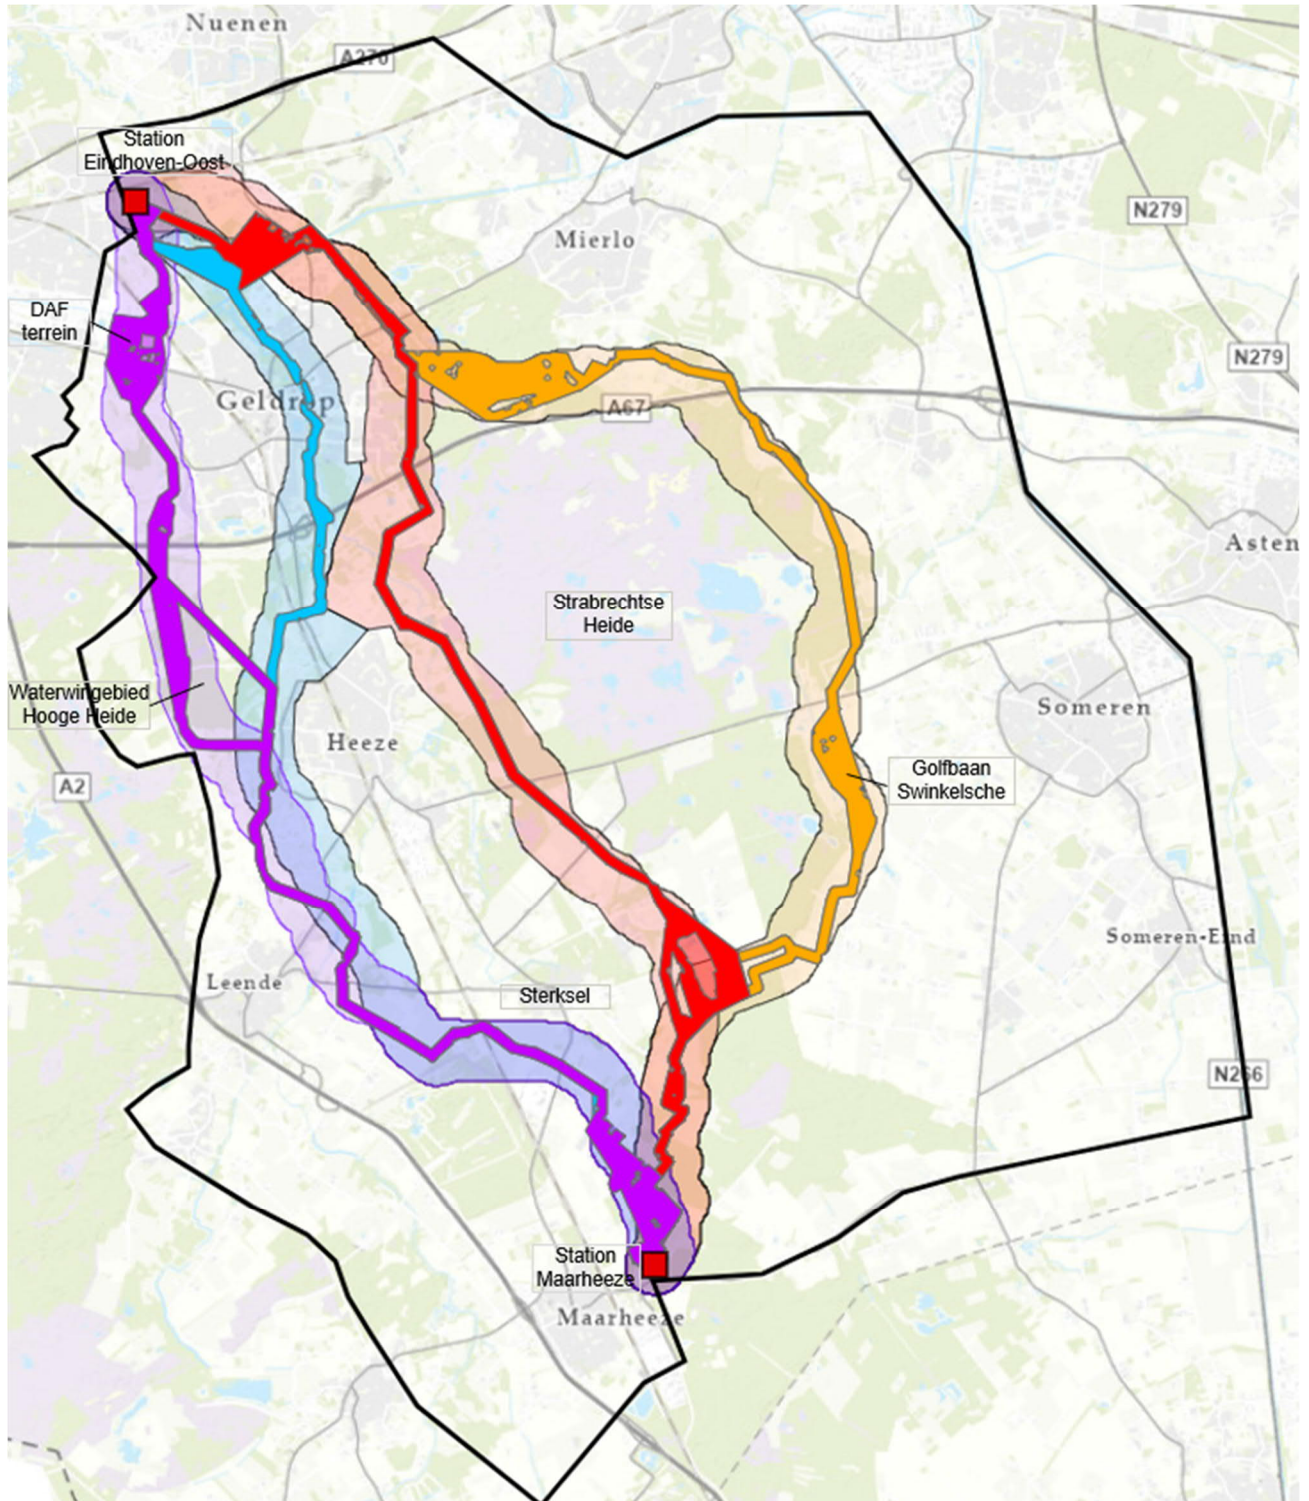 Nuenen
A270
Station
Eindhoven-Oost
N279
Mierlo
DAF
terrein
N279
Geldrop
A67
Asten
Strabrechtse
Heide
Waterwingebied
Hooge Heide
Someren
Heeze
Golfbaan
Swinkelsche
A2
Someren-Eind
Leende
Sterksel
N266
Station
Maarheeze
Maarheeze